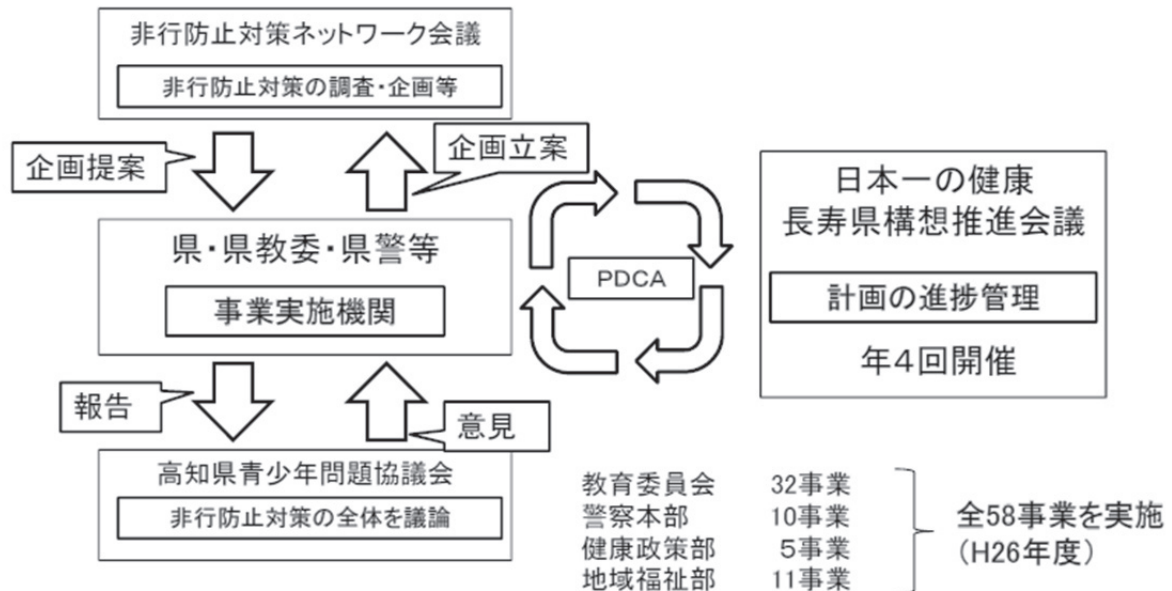 非行防止対策ネットワーク会議
非行防止対策の調査・企画等
企画提案
企画立案
県・県教委・県警等
事業実施機関
PDCA
日本一の健康
長寿県構想推進会議
計画の進捗管理
年4回開催
報告
意見
高知県青少年問題協議会
非行防止対策の全体を議論
教育委員会 32事業
警察本部 10事業
健康政策部 5事業
地域福祉部 11事業
全58事業を実施
(H26年度)